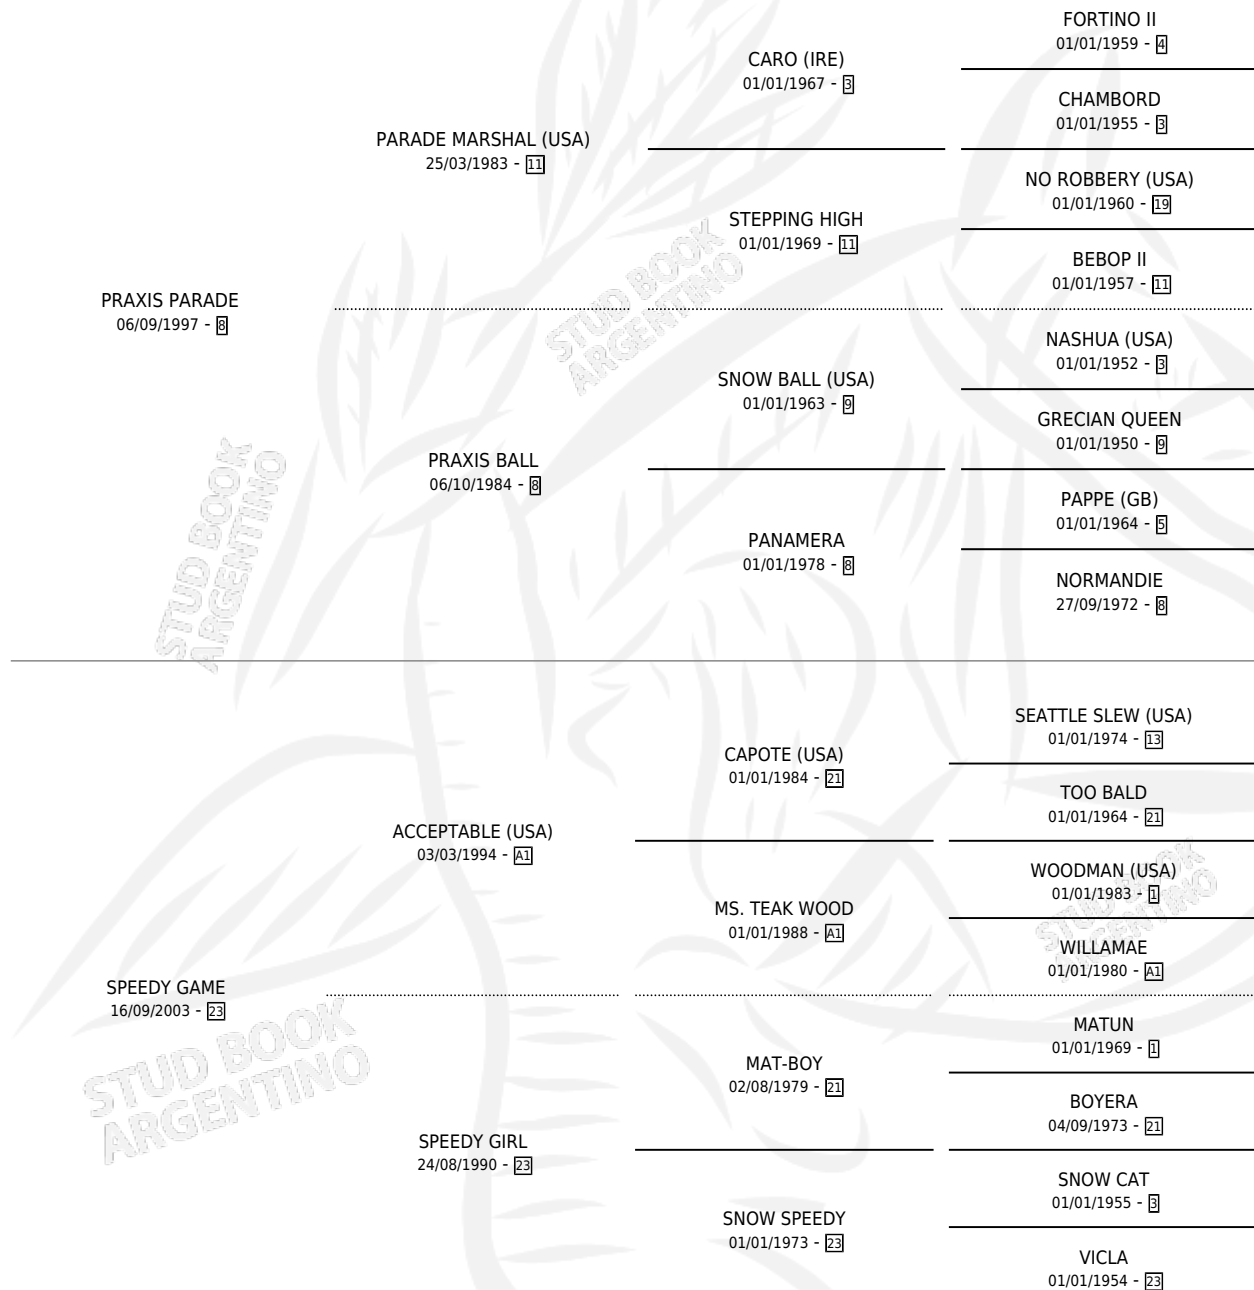 FORTINO II
01/01/1959 - 4
CARO (IRE)
01/01/1967 - 3
CHAMBORD
01/01/1955 - 3
PARADE MARSHAL (USA)
25/03/1983 - 11
NO ROBBERY (USA)
01/01/1960 - 19
STEPPING HIGH
01/01/1969 - 11
BEBOP II
01/01/1957 - 11
PRAXIS PARADE
06/09/1997 - 8
NASHUA (USA)
01/01/1952 - 3
SNOW BALL (USA)
01/01/1963 - 9
GRECIAN QUEEN
01/01/1950 - 9
PRAXIS BALL
06/10/1984 - 8
PAPPE (GB)
01/01/1964 - 5
PANAMERA
01/01/1978 - 8
NORMANDIE
27/09/1972 - 8
STUD BOOK
ARGENTINO
STUD BOOK
ARGENTINO
SEATTLE SLEW (USA)
01/01/1974 - 13
CAPOTE (USA)
01/01/1984 - 21
TOO BALD
01/01/1964 - 21
ACCEPTABLE (USA)
03/03/1994 - A1
WOODMAN (USA)
01/01/1983 - 1
MS. TEAK WOOD
01/01/1988 - A1
WILLAMAE
01/01/1980 - A1
SPEEDY GAME
16/09/2003 - 23
MATUN
01/01/1969 - 1
MAT-BOY
02/08/1979 - 21
BOYERA
04/09/1973 - 21
SPEEDY GIRL
24/08/1990 - 23
SNOW CAT
01/01/1955 - 3
SNOW SPEEDY
01/01/1973 - 23
VICLA
01/01/1954 - 23
STUD BOOK
ARGENTINO
STUD BOOK
ARGENTINO